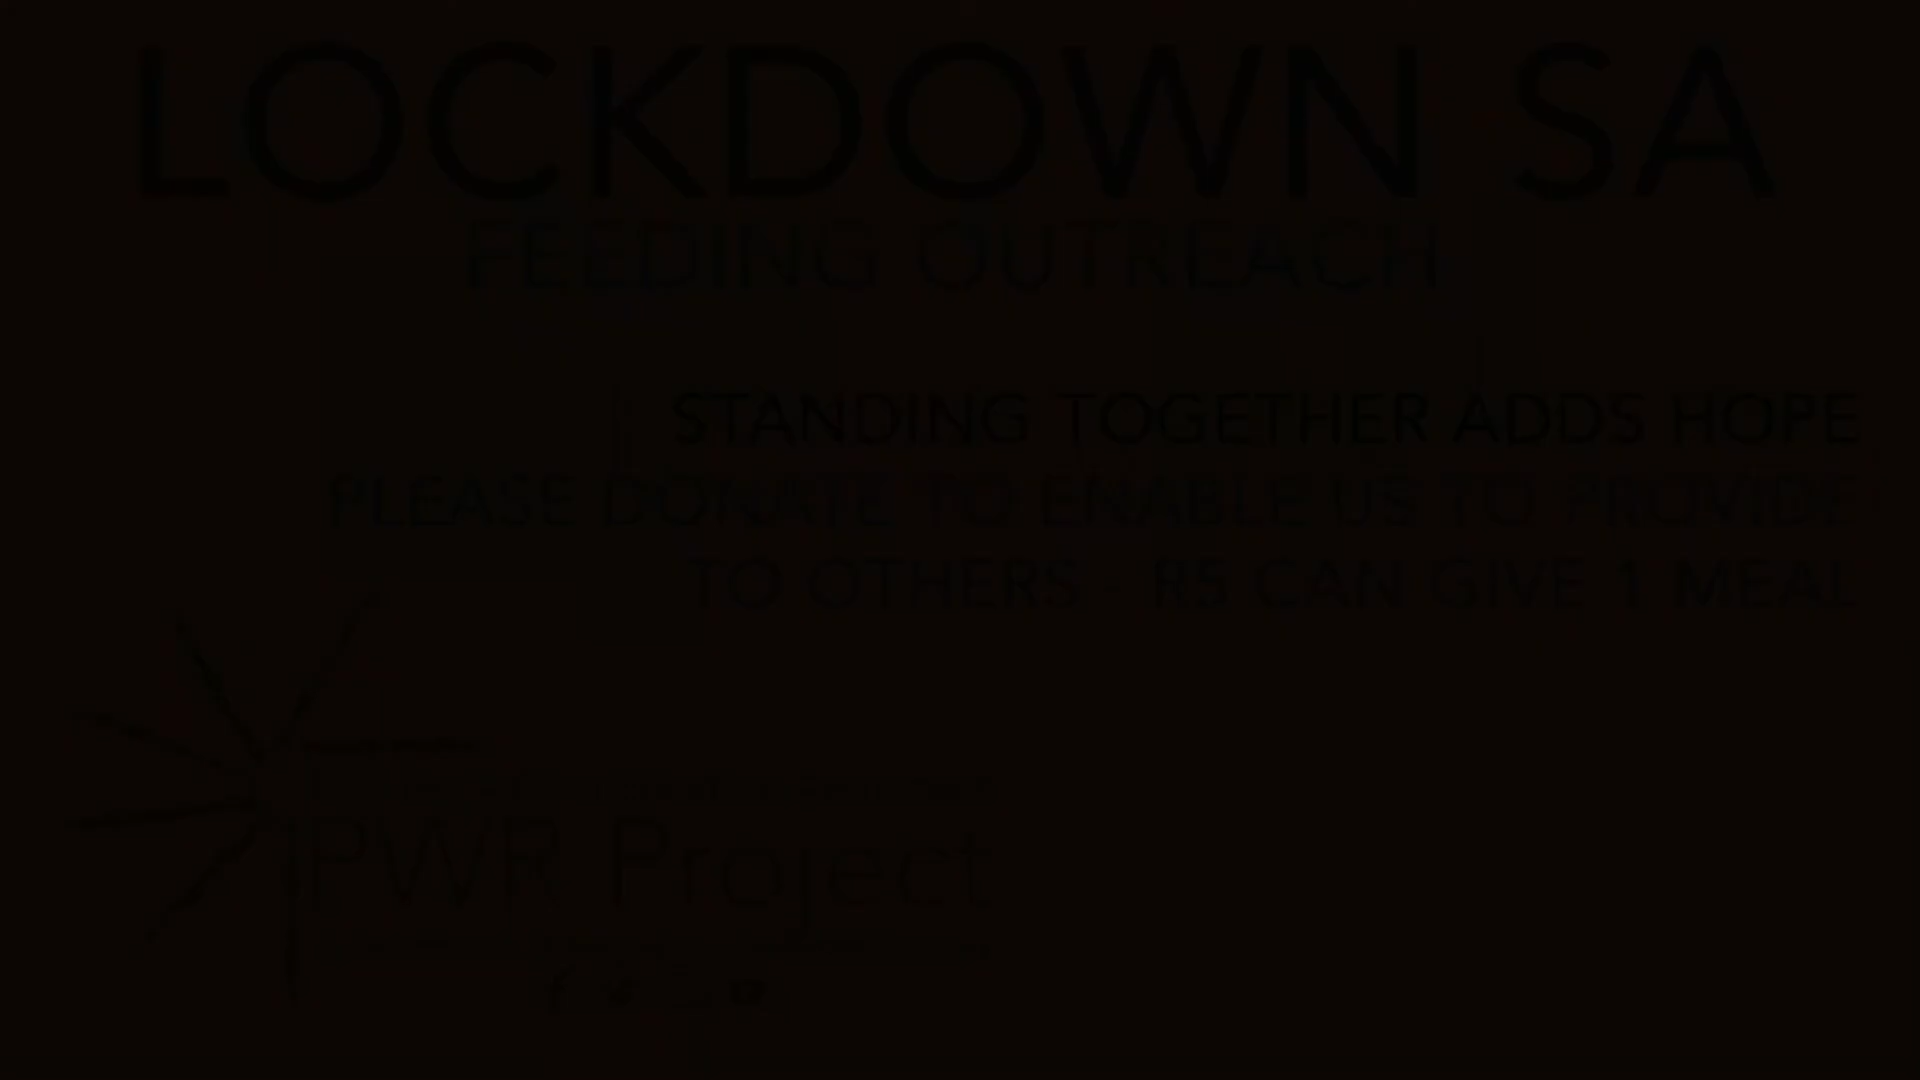 LOCKDOWN SA
FEEDING OUTREACH
STANDING TOGETHER ADDS HOPE
PLEASE DONATE TO ENABLE US TO PROVIDE
TO OTHERS - R5 CAN GIVE 1 MEAL
PWR Project